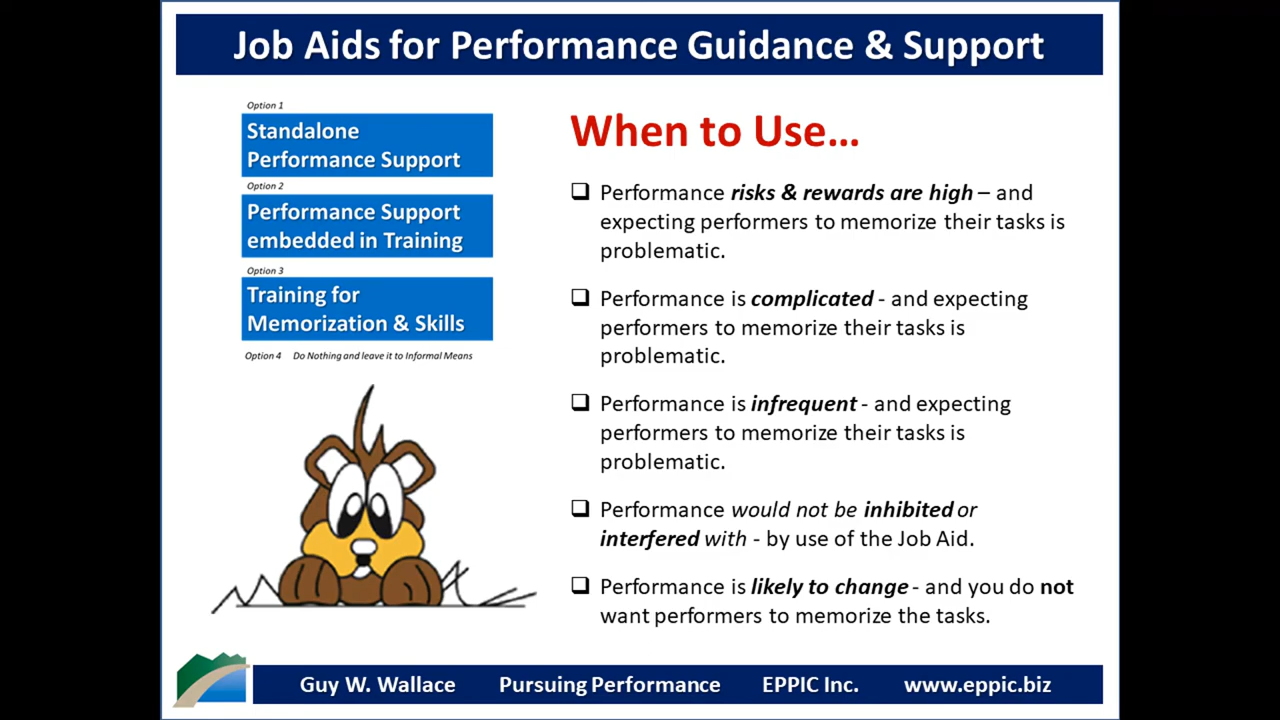 Job Aids for Performance Guidance & Support
Option 1
Standalone
Performance Support
Option 2
Performance Support
embedded in Training
Option 3
Training for
Memorization & Skills
Option 4 Do Nothing and leave it to Informal Means
When to Use...
❑ Performance risks & rewards are high – and
expecting performers to memorize their tasks is
problematic.
❑ Performance is complicated - and expecting
performers to memorize their tasks is
problematic.
❑ Performance is infrequent - and expecting
performers to memorize their tasks is
problematic.
❑ Performance would not be inhibited or
interfered with - by use of the Job Aid.
❑ Performance is likely to change - and you do not
want performers to memorize the tasks.
Guy W. Wallace Pursuing Performance EPPIC Inc. www.eppic.biz